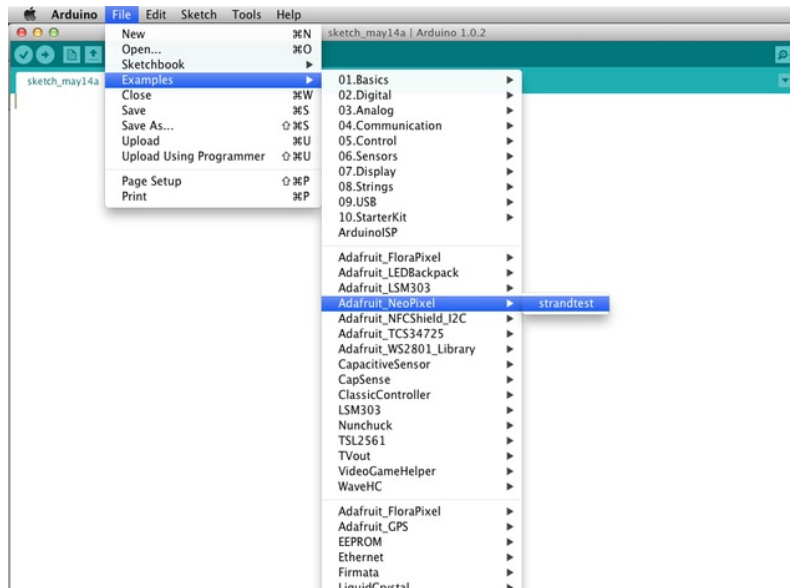 Arduino File Edit Sketch Tools Help
sketch_may14a | Arduino 1.0.2
sketch_may14a
New ⌘N
Open... ⌘O
Sketchbook ▶
Examples ▶
Close ⌘W
Save ⌘S
Save As... ⇧⌘S
Upload ⌘U
Upload Using Programmer ⇧⌘U
Page Setup ⇧⌘P
Print ⌘P
01.Basics
02.Digital
03.Analog
04.Communication
05.Control
06.Sensors
07.Display
08.Strings
09.USB
10.StarterKit
ArduinoISP
Adafruit_FloraPixel
Adafruit_LEDBackpack
Adafruit_LSM303
Adafruit_NeoPixel
Adafruit_NFCShield_I2C
Adafruit_TCS34725
Adafruit_WS2801_Library
CapacitiveSensor
CapSense
ClassicController
LSM303
Nunchuck
TSL2561
TVout
VideoGameHelper
WaveHC
Adafruit_FloraPixel
Adafruit_GPS
EEPROM
Ethernet
Firmata
LiquidCrystal
strandtest